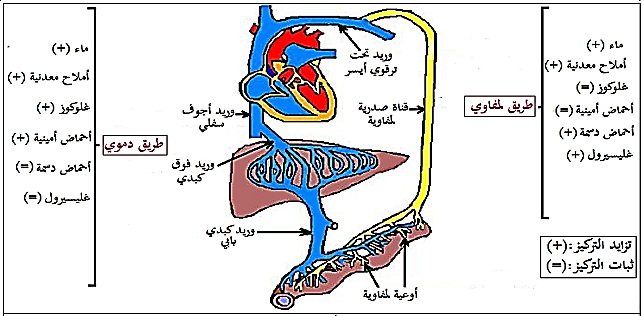 ماء (+)
أملاح معدنية (+)
غلوكوز (=)
أحماض أمينية (=)
أحماض دسمة (+)
غليسيرول (+)
طريق لمفاوي
تزايد التركيز:(+)
ثبات التركيز:(=)
وريد تحت
ترقوي أيسر
قناة صدرية
لمفاوية
وريد أجوف
سفلي
وريد فوق
كبدي
وريد كبدي
بابي
أوعية لمفاوية
طريق دموي
ماء (+)
أملاح معدنية (+)
غلوكوز (+)
أحماض أمينية (+)
أحماض دسمة (=)
غليسيرول (=)